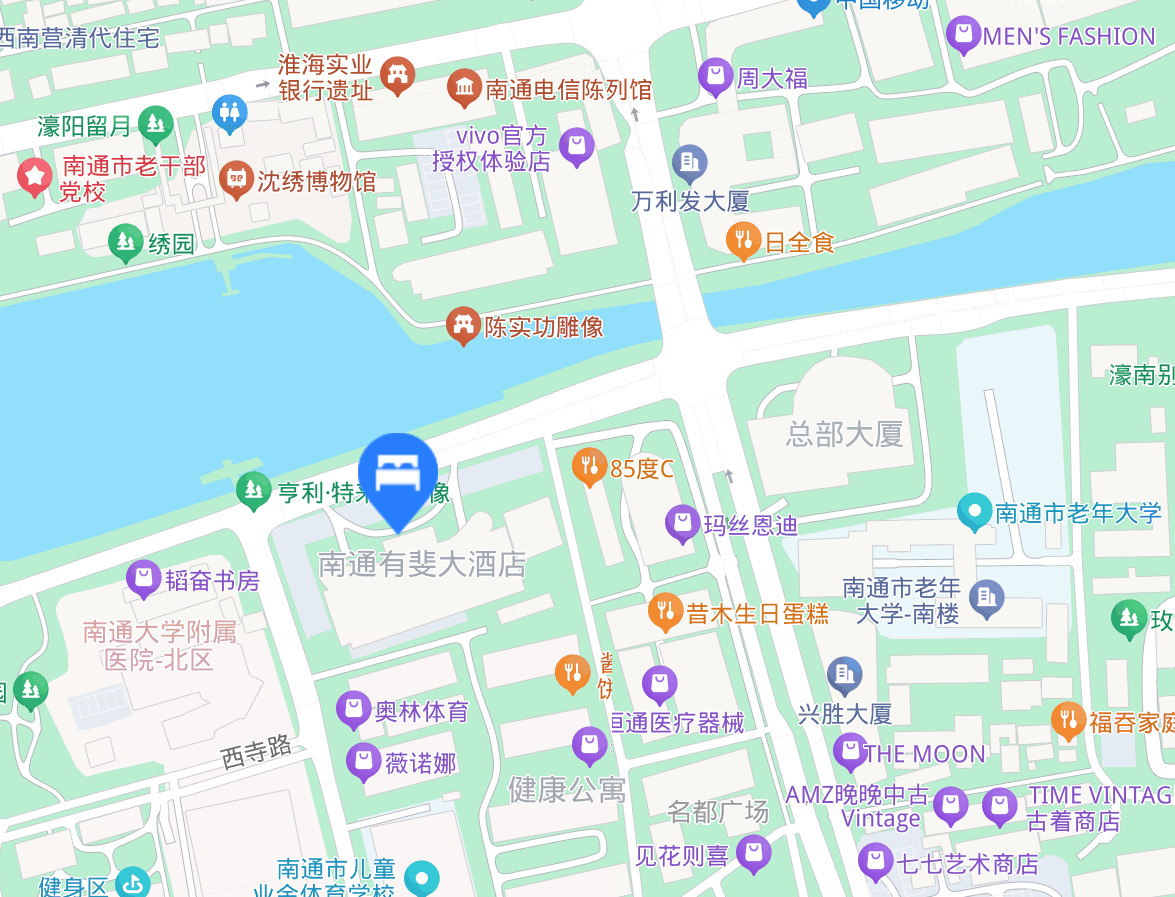 中国移动
西南营清代住宅
MEN'S FASHION
淮海实业
银行遗址
南通电信陈列馆
周大福
濠阳留月
vivo官方
授权体验店
南通市老干部
党校
沈绣博物馆
万利发大厦
绣园
日全食
陈实功雕像
濠南别
总部大厦
85度C
亨利·特
像
南通市老年大学
玛丝恩迪
南通有斐大酒店
韬奋书房
南通市老年
大学-南楼
昔木生日蛋糕
玫
南通大学附属
医院-北区
酱
饼
园
奥林体育
恒通医疗器械
兴胜大厦
福吞家庭
西寺路
薇诺娜
THE MOON
健康公寓
名都广场
AMZ晚晚中古
Vintage
TIME VINTAG
古着商店
见花则喜
七七艺术商店
南通市儿童
业余体育学校
健身区